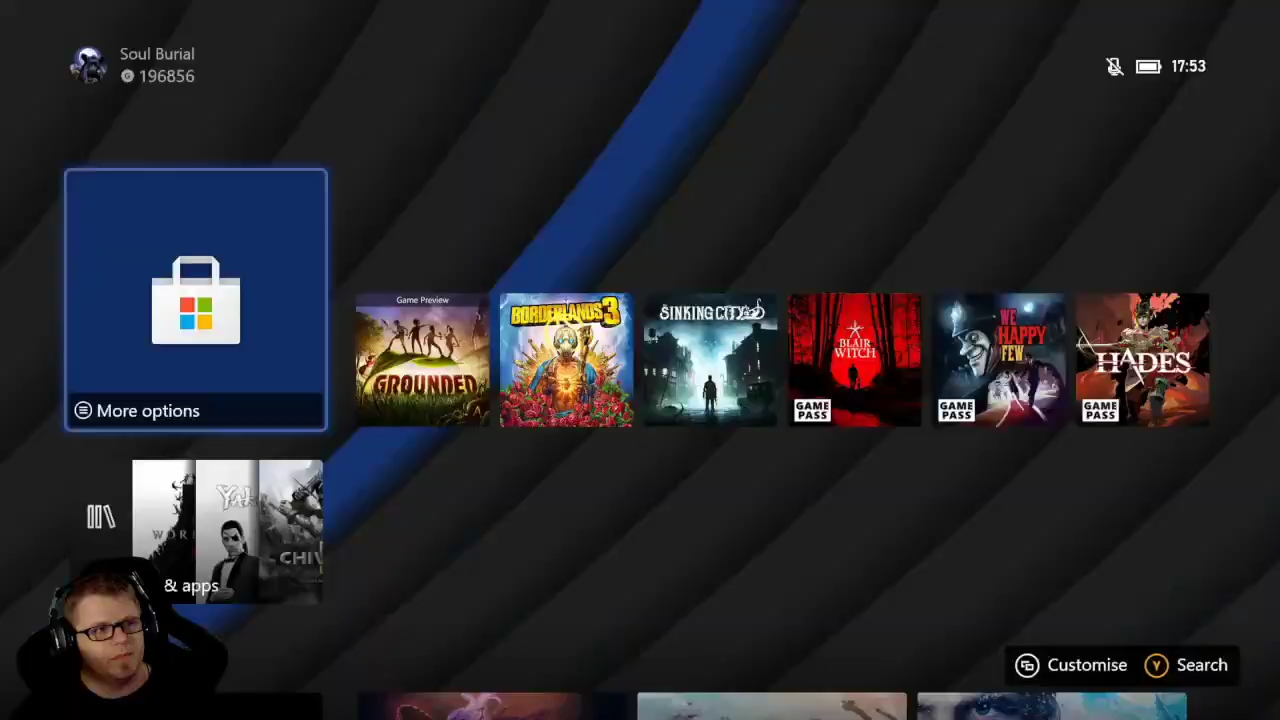 Soul Burial
196856
17:53
More options
Game Preview
GROUNDED
BORDERLANDS 3
SINKING CITY
BLAIR
WITCH
GAME
PASS
WE
HAPPY
FEW
GAME
PASS
HADES
GAME
PASS
& apps
Customise
Y
Search